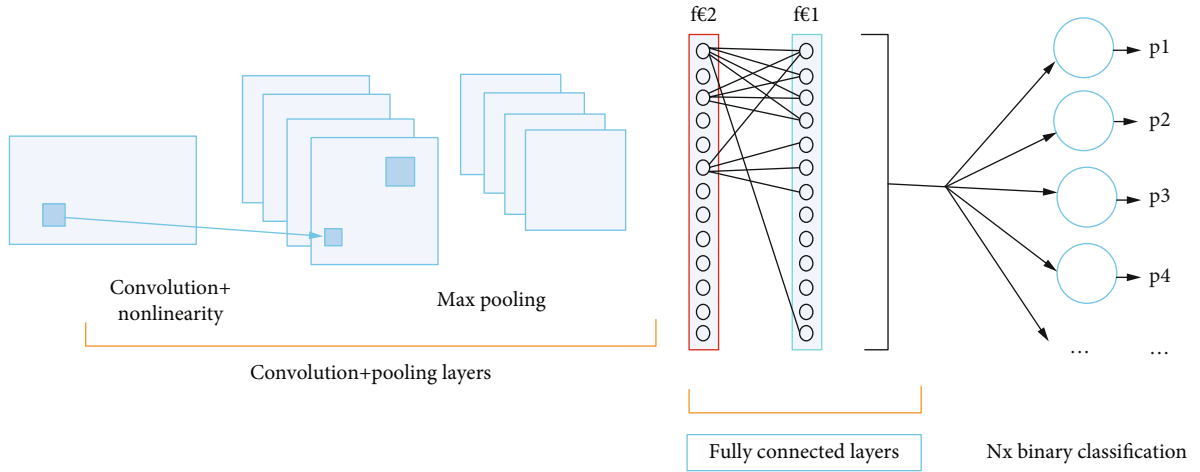 f€2
f€1
p1
p2
p3
p4
... ...
Convolution+
nonlinearity
Max pooling
Convolution+pooling layers
Fully connected layers
Nx binary classification